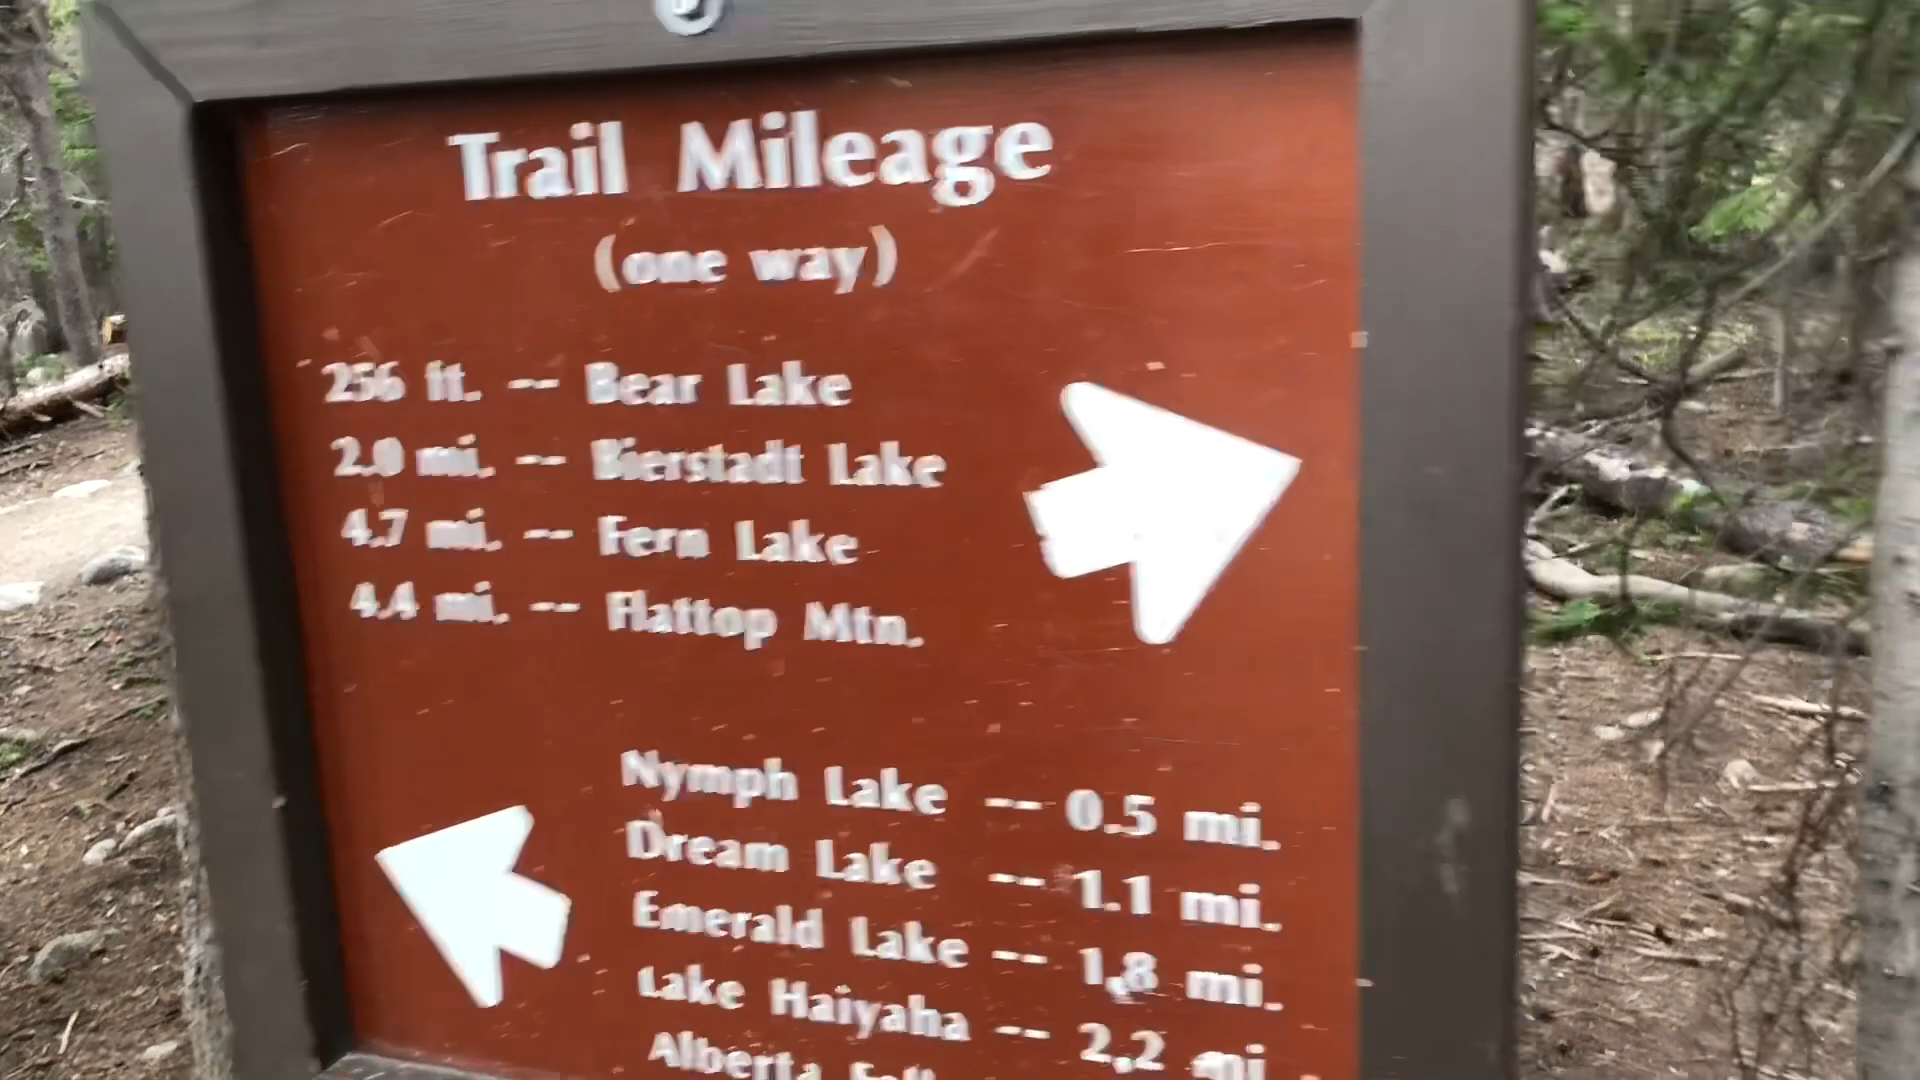 Trail Mileage
(one way)
256 ft. -- Bear Lake
2.0 mi. -- Bierstadt Lake
4.7 mi. -- Fern Lake
4.4 mi. -- Flattop Mtn.
Nymph Lake -- 0.5 mi.
Dream Lake -- 1.1 mi.
Emerald Lake -- 1.8 mi.
Lake Haiyaha -- 2.2 mi
Alberta